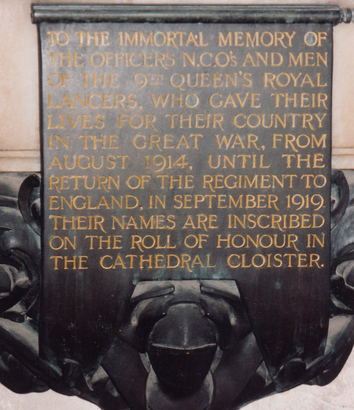 TO THE IMMORTAL MEMORY OF
THE OFFICERS N.C.O's AND MEN
OF THE 9TH QUEEN'S ROYAL
LANCERS, WHO GAVE THEIR
LIVES FOR THEIR COUNTRY
IN THE GREAT WAR, FROM
AUGUST 1914, UNTIL THE
RETURN OF THE REGIMENT TO
ENGLAND, IN SEPTEMBER 1919.
THEIR NAMES ARE INSCRIBED
ON THE ROLL OF HONOUR IN
THE CATHEDRAL CLOISTER.